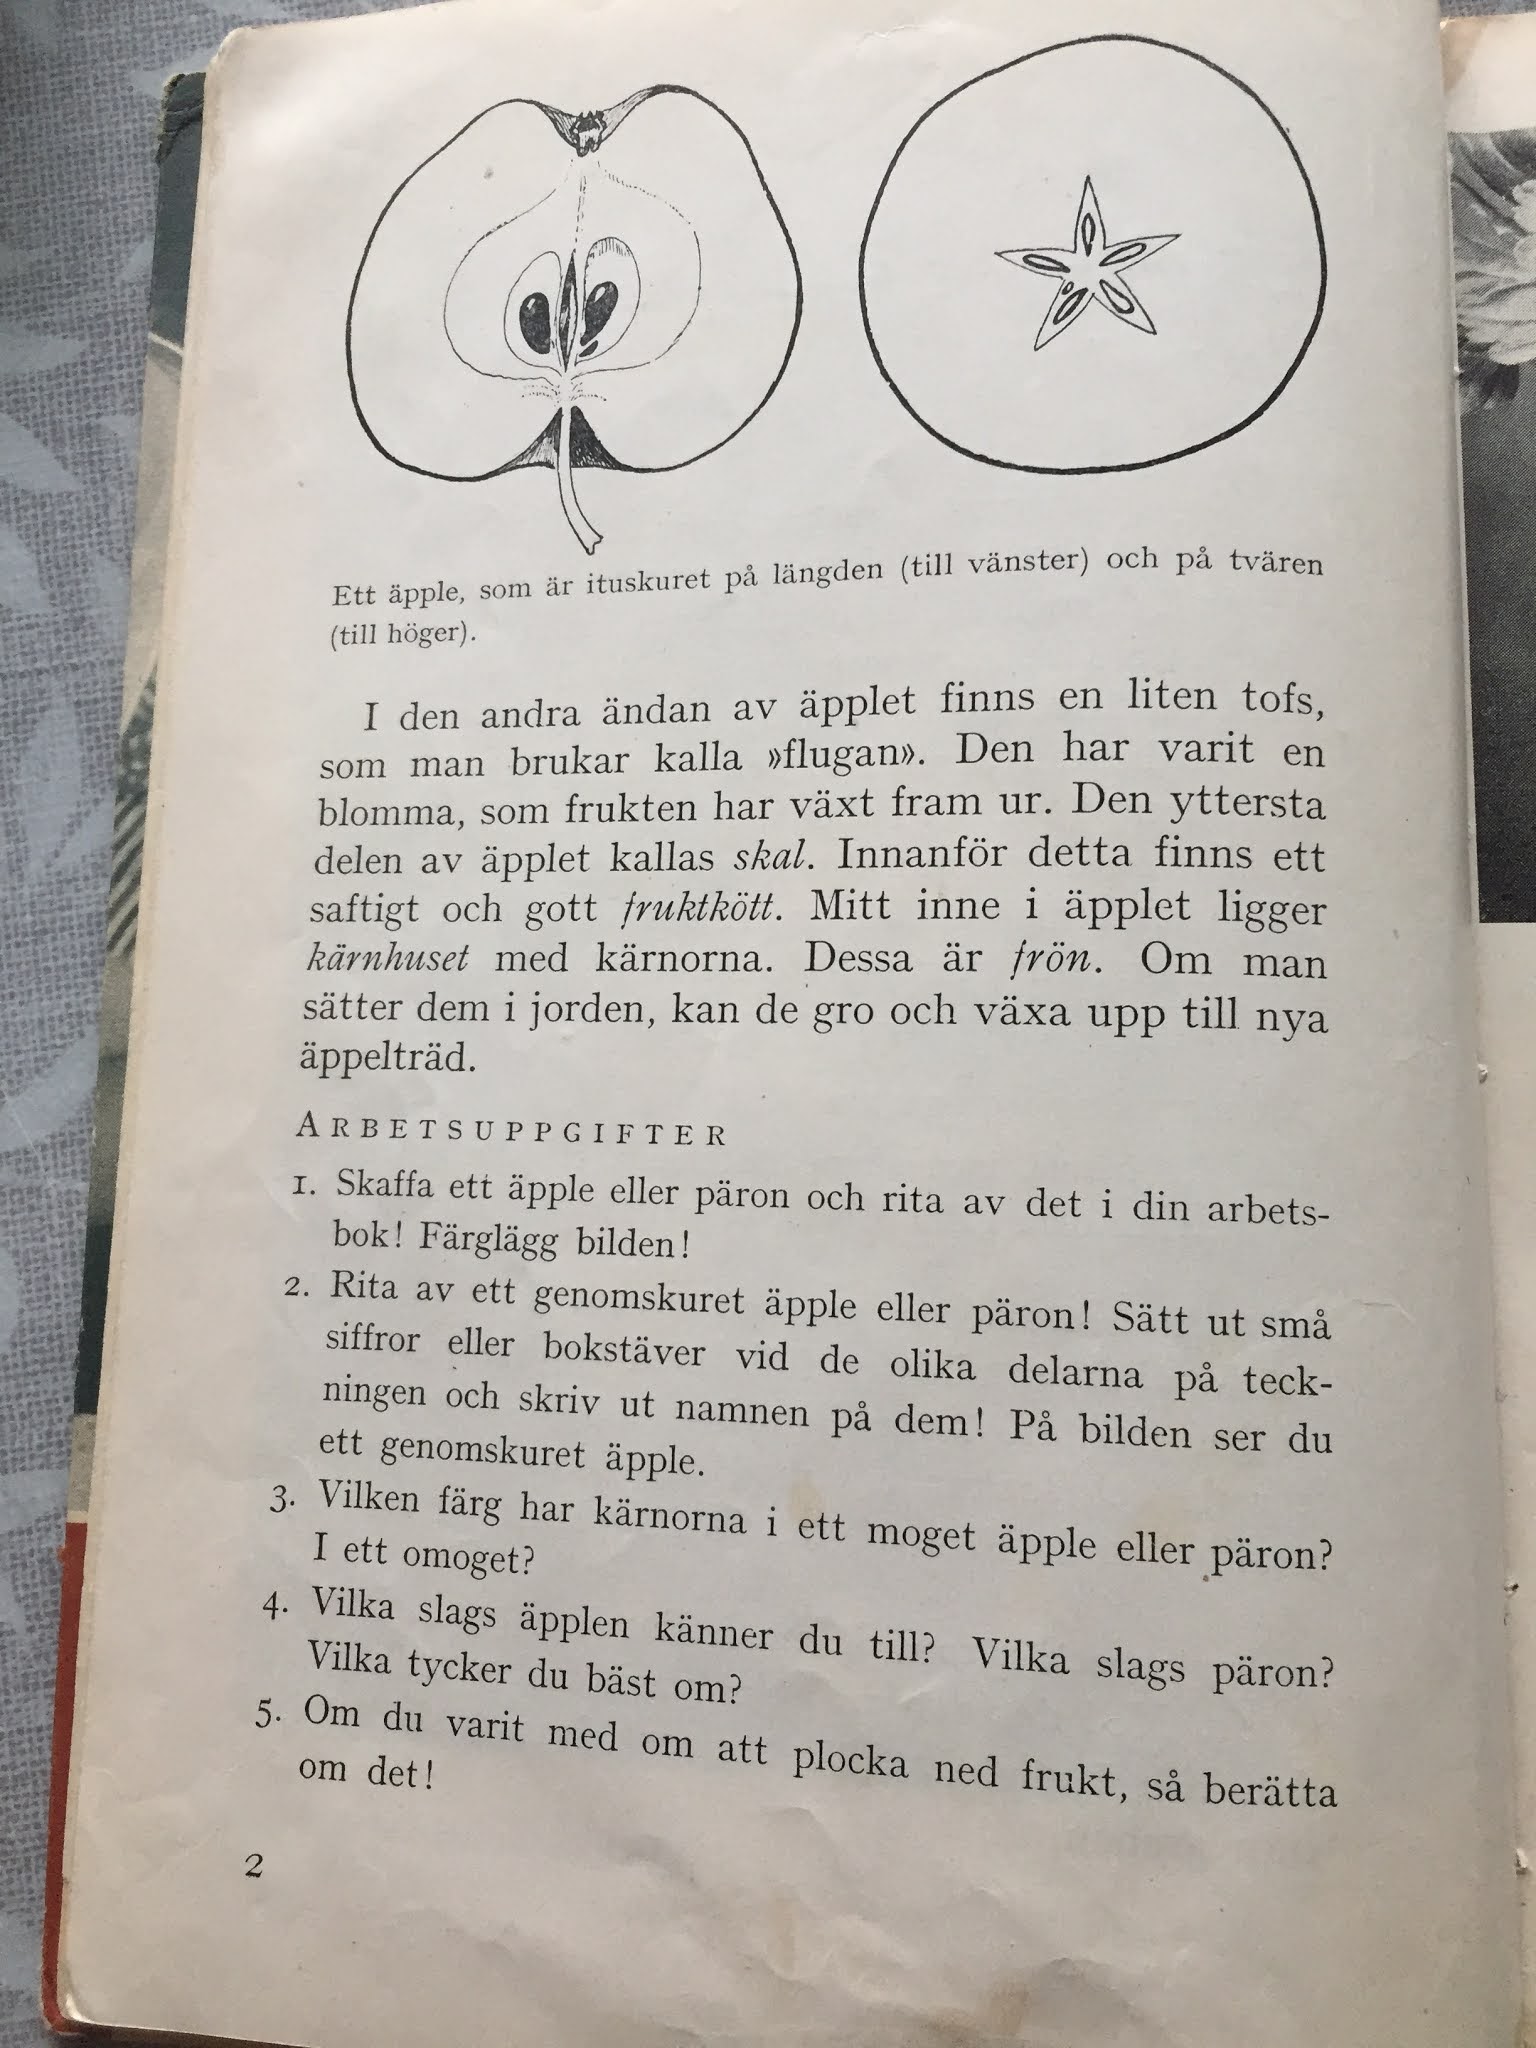 Ett äpple, som är ituskuret på längden (till vänster) och på tvären
(till höger).
I den andra ändan av äpplet finns en liten tofs,
som man brukar kalla »flugan». Den har varit en
blomma, som frukten har växt fram ur. Den yttersta
delen av äpplet kallas skal. Innanför detta finns ett
saftigt och gott fruktkött. Mitt inne i äpplet ligger
kärnhuset med kärnorna. Dessa är frön. Om man
sätter dem i jorden, kan de gro och växa upp till nya
äppelträd.
ARBETSUPPGIFTER
1. Skaffa ett äpple eller päron och rita av det i din arbets-
bok! Färglägg bilden!
2. Rita av ett genomskuret äpple eller päron! Sätt ut små
siffror eller bokstäver vid de olika delarna på teck-
ningen och skriv ut namnen på dem! På bilden ser du
ett genomskuret äpple.
3. Vilken färg har kärnorna i ett moget äpple eller päron?
I ett omoget?
4. Vilka slags äpplen känner du till? Vilka slags päron?
Vilka tycker du bäst om?
5. Om du varit med om att plocka ned frukt, så berätta
om det!
2